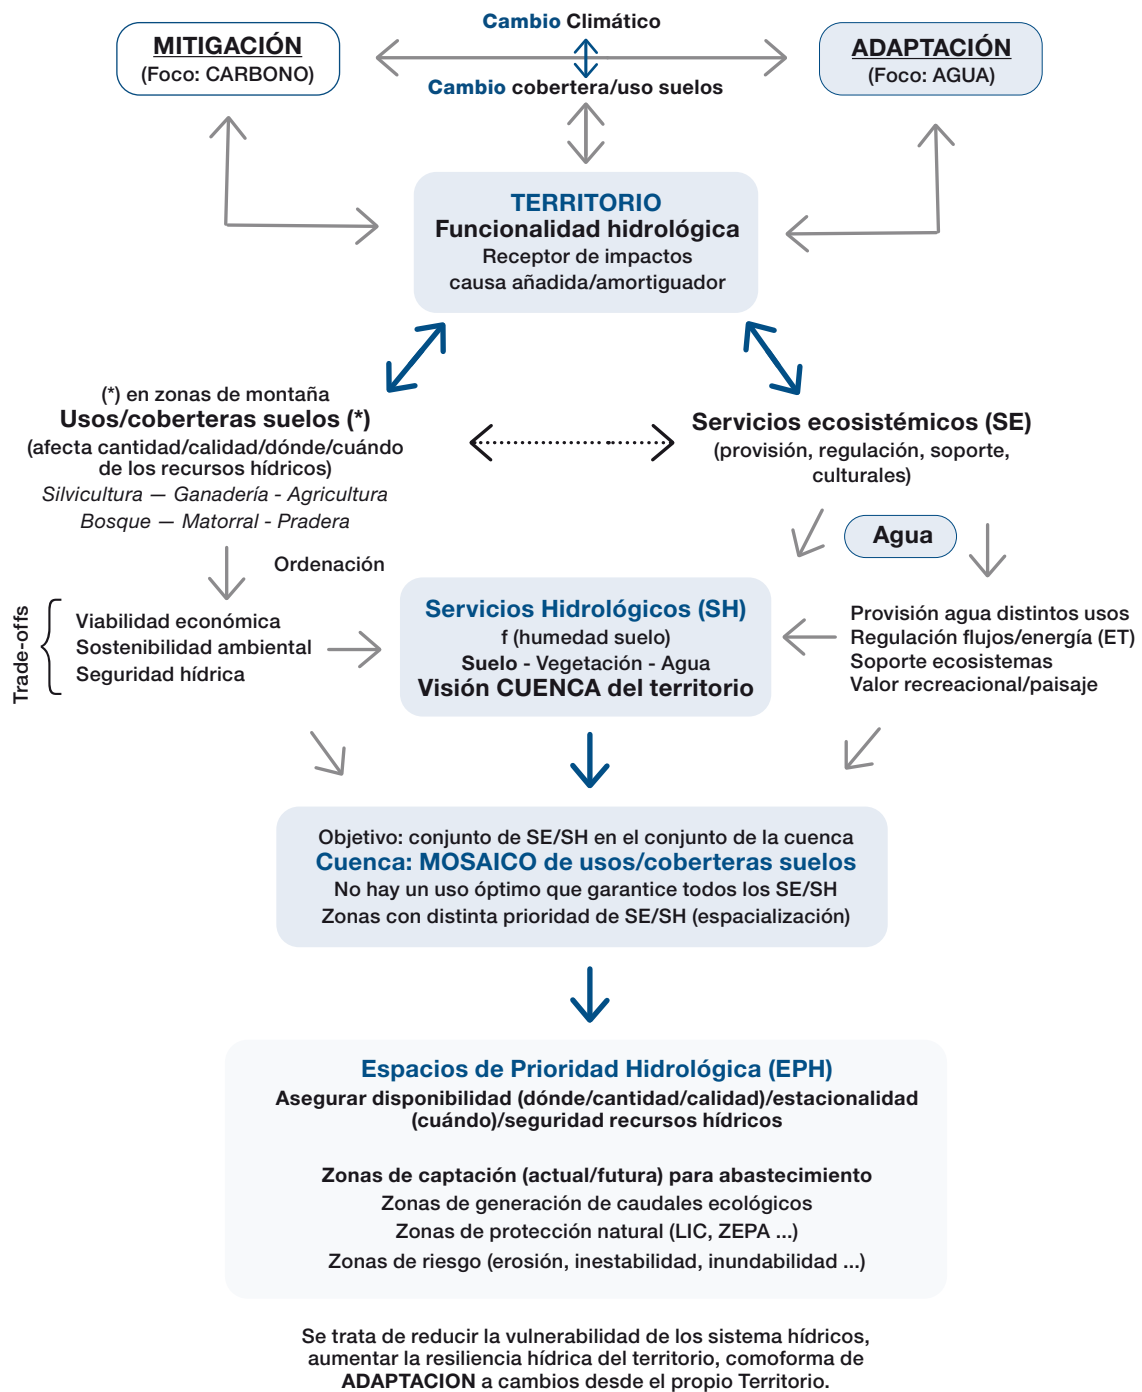 Cambio Climático
MITIGACIÓN
(Foco: CARBONO)
ADAPTACIÓN
(Foco: AGUA)
Cambio cobertera/uso suelos
TERRITORIO
Funcionalidad hidrológica
Receptor de impactos
causa añadida/amortiguador
(*) en zonas de montaña
Usos/coberteras suelos (*)
(afecta cantidad/calidad/dónde/cuándo
de los recursos hídricos)
Silvicultura — Ganadería - Agricultura
Bosque — Matorral - Pradera
Servicios ecosistémicos (SE)
(provisión, regulación, soporte,
culturales)
Agua
Ordenación
Trade-offs
Viabilidad económica
Sostenibilidad ambiental
Seguridad hídrica
Servicios Hidrológicos (SH)
f (humedad suelo)
Suelo - Vegetación - Agua
Visión CUENCA del territorio
Provisión agua distintos usos
Regulación flujos/energía (ET)
Soporte ecosistemas
Valor recreacional/paisaje
Objetivo: conjunto de SE/SH en el conjunto de la cuenca
Cuenca: MOSAICO de usos/coberteras suelos
No hay un uso óptimo que garantice todos los SE/SH
Zonas con distinta prioridad de SE/SH (espacialización)
Espacios de Prioridad Hidrológica (EPH)
Asegurar disponibilidad (dónde/cantidad/calidad)/estacionalidad
(cuándo)/seguridad recursos hídricos
Zonas de captación (actual/futura) para abastecimiento
Zonas de generación de caudales ecológicos
Zonas de protección natural (LIC, ZEPA ...)
Zonas de riesgo (erosión, inestabilidad, inundabilidad ...)
Se trata de reducir la vulnerabilidad de los sistema hídricos,
aumentar la resiliencia hídrica del territorio, comoforma de
ADAPTACION a cambios desde el propio Territorio.